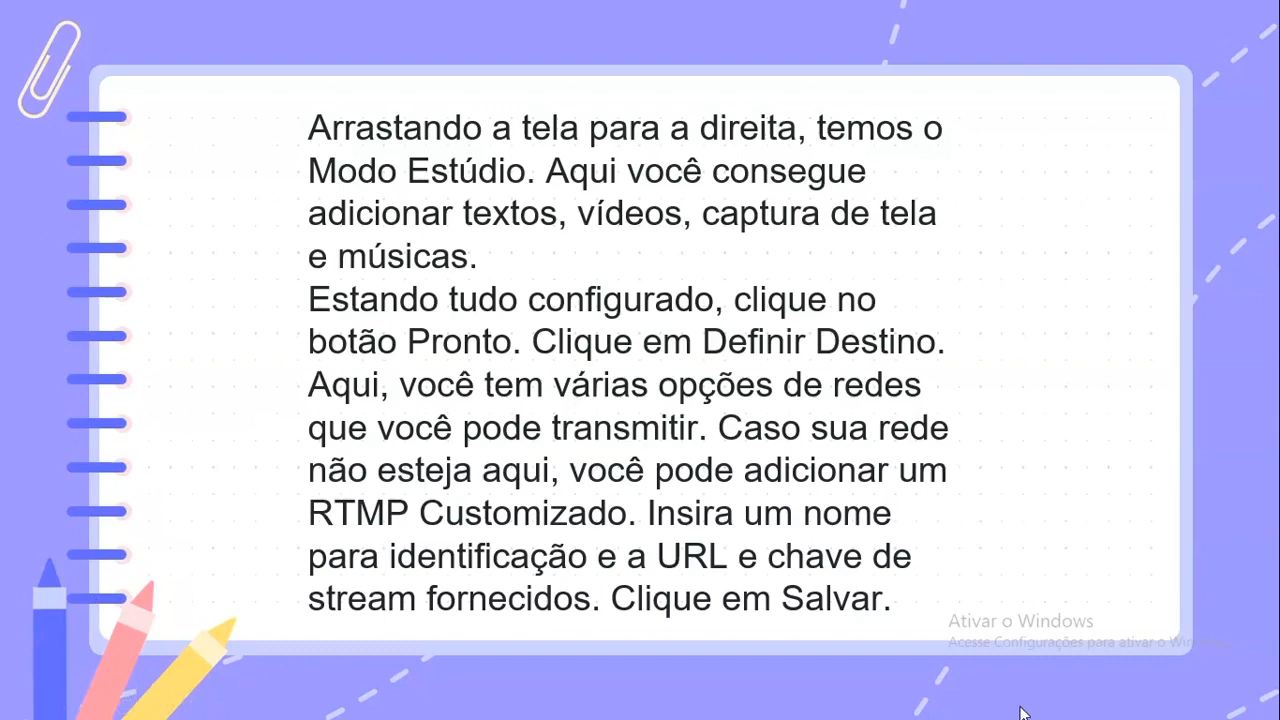 Arrastando a tela para a direita, temos o
Modo Estúdio. Aqui você consegue
adicionar textos, vídeos, captura de tela
e músicas.
Estando tudo configurado, clique no
botão Pronto. Clique em Definir Destino.
Aqui, você tem várias opções de redes
que você pode transmitir. Caso sua rede
não esteja aqui, você pode adicionar um
RTMP Customizado. Insira um nome
para identificação e a URL e chave de
stream fornecidos. Clique em Salvar.
Ativar o Windows
Acesse Configurações para ativar o Windows.